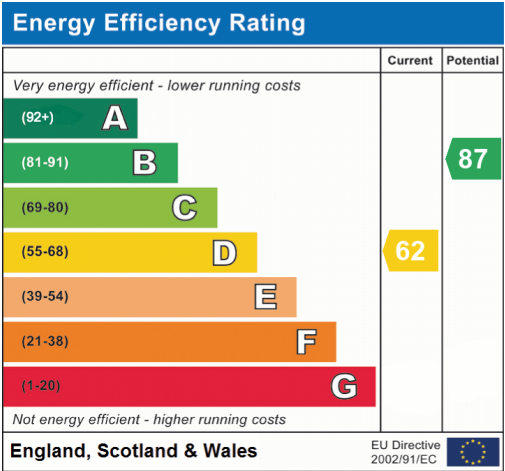 Energy Efficiency Rating
Current Potential
Very energy efficient - lower running costs
(92+) A
(81-91) B 87
(69-80) C
(55-68) D 62
(39-54) E
(21-38) F
(1-20) G
Not energy efficient - higher running costs
England, Scotland & Wales
EU Directive
2002/91/EC